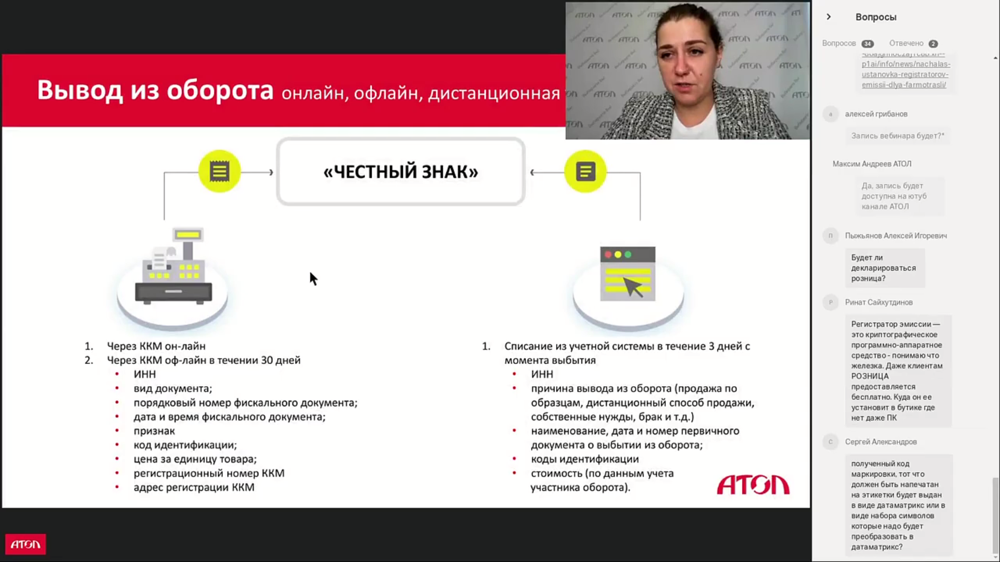 Вывод из оборота онлайн, офлайн, дистанционная
«ЧЕСТНЫЙ ЗНАК»
1. Через ККМ он-лайн
2. Через ККМ оф-лайн в течении 30 дней
• ИНН
• вид документа;
• порядковый номер фискального документа;
• дата и время фискального документа;
• признак
• код идентификации;
• цена за единицу товара;
• регистрационный номер ККМ
• адрес регистрации ККМ
1. Списание из учетной системы в течение 3 дней с
момента выбытия
• ИНН
• причина вывода из оборота (продажа по
образцам, дистанционный способ продажи,
собственные нужды, брак и т.д.)
• наименование, дата и номер первичного
документа о выбытии из оборота;
• коды идентификации
• стоимость (по данным учета
участника оборота).
АТОЛ
АТОЛ
Вопросы
Вопросов 34 Отвечено 2
p1ai/info/news/nachalas-
ustanovka-registratorov-
emissii-dlya-farmotrasli/
а алексей грибанов
Запись вебинара будет?*
Максим Андреев АТОЛ
Да, запись будет
доступна на ютуб
канале АТОЛ
П Пыжьянов Алексей Игоревич
Будет ли
декларироваться
розница?
Р Ринат Сайхутдинов
Регистратор эмиссии —
это криптографическое
программно-аппаратное
средство - понимаю что
железка. Даже клиентам
РОЗНИЦА
предоставляется
бесплатно. Куда он ее
установит в бутике где
нет даже ПК
С Сергей Александров
полученный код
маркировки, тот что
должен быть напечатан
на этикетки будет выдан
в виде датаматрикс или в
виде набора символов
которые надо будет
преобразовать в
датаматрикс?